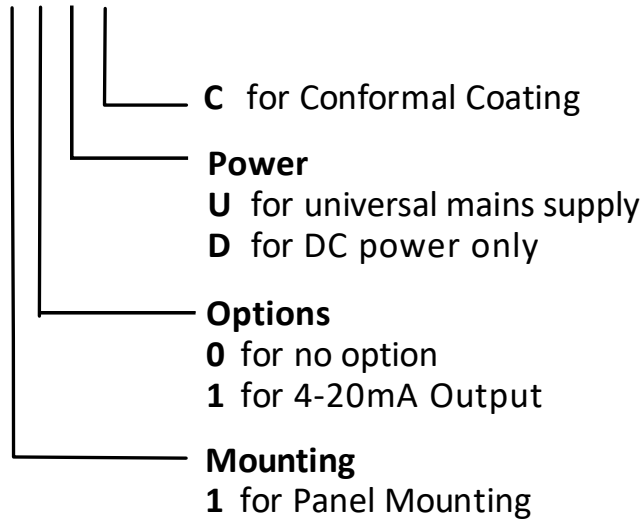 C for Conformal Coating
Power
U for universal mains supply
D for DC power only
Options
0 for no option
1 for 4-20mA Output
Mounting
1 for Panel Mounting